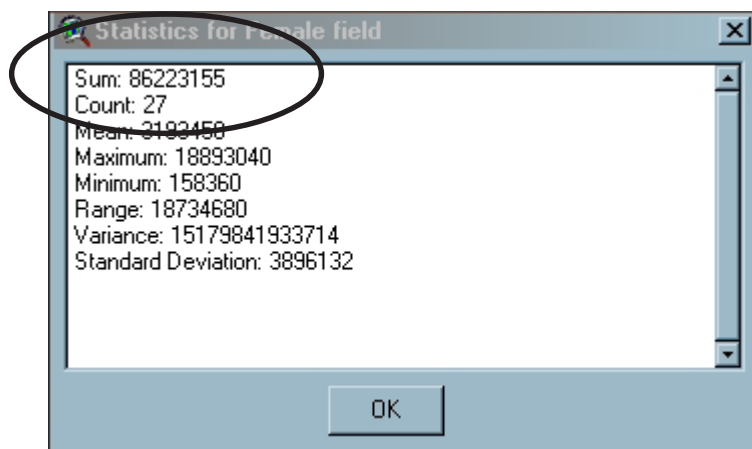 Statistics for Female field
Sum: 86223155
Count: 27
Mean: 3193450
Maximum: 18893040
Minimum: 158360
Range: 18734680
Variance: 15179841933714
Standard Deviation: 3896132
OK